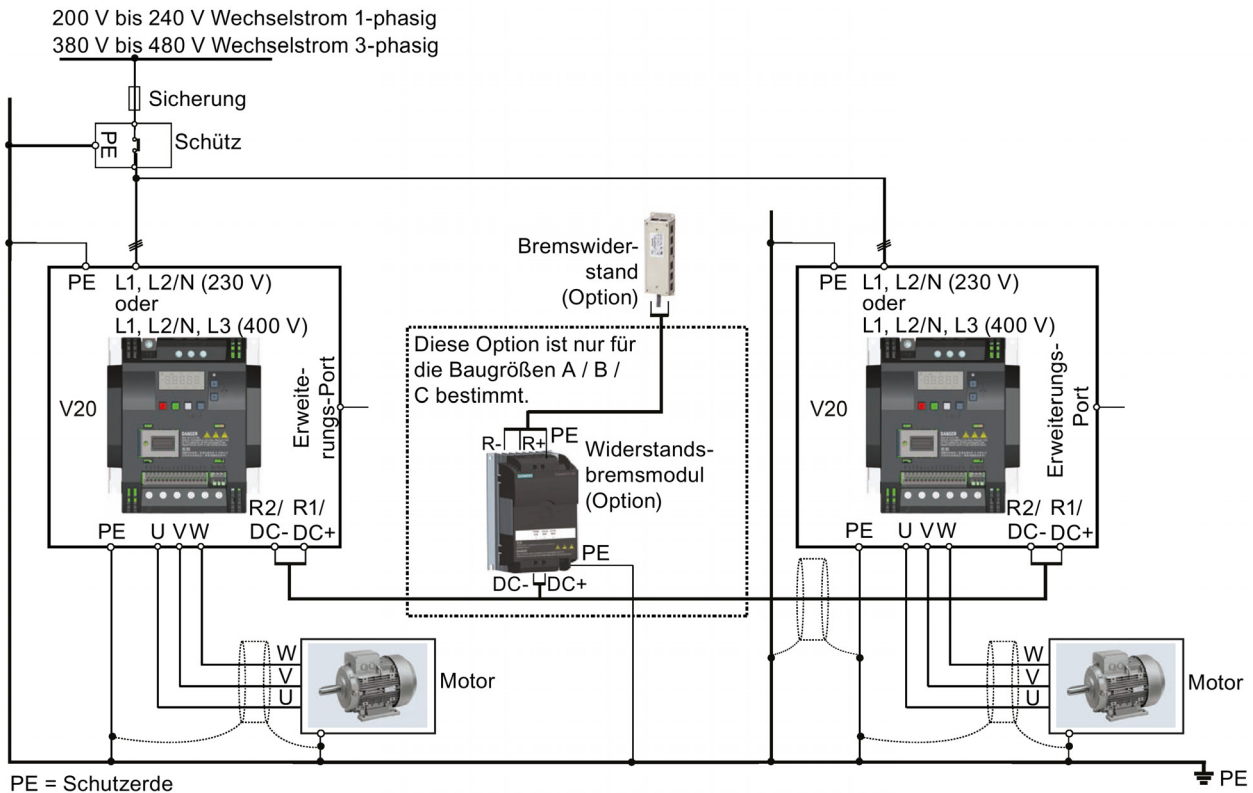 200 V bis 240 V Wechselstrom 1-phasig
380 V bis 480 V Wechselstrom 3-phasig
Sicherung
PE
Schütz
Bremswider-
stand
(Option)
PE
L1, L2/N (230 V)
oder
L1, L2/N, L3 (400 V)
V20
Erweite-
rungs-Port
PE
U V W
R2/
DC-
R1/
DC+
Diese Option ist nur für
die Baugrößen A / B /
C bestimmt.
R-
R+
PE
Widerstands-
bremsmodul
(Option)
PE
DC-
DC+
PE
L1, L2/N (230 V)
oder
L1, L2/N, L3 (400 V)
V20
Erweiterungs-
Port
PE
U V W
R2/
DC-
R1/
DC+
W
V
U
Motor
W
V
U
Motor
PE = Schutzerde
PE